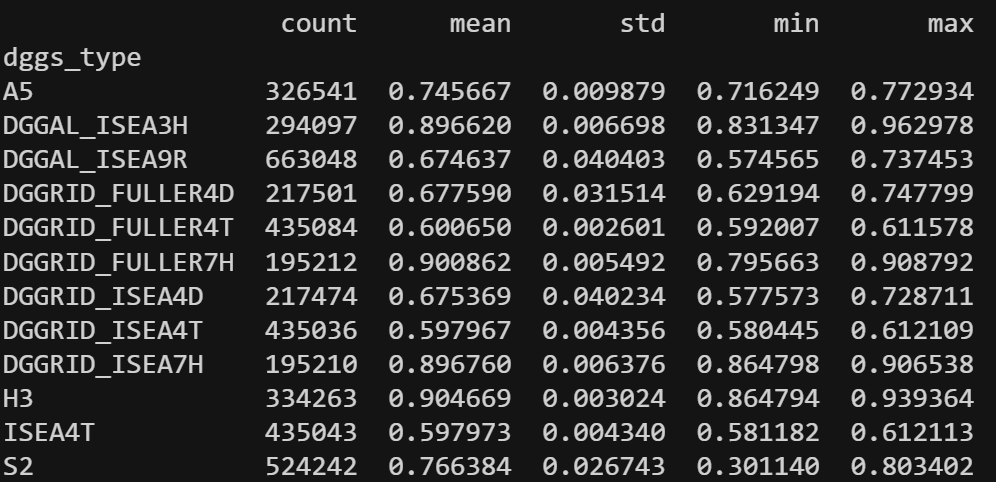 count mean std min max
dggs_type
A5 326541 0.745667 0.009879 0.716249 0.772934
DGGAL_ISEA3H 294097 0.896620 0.006698 0.831347 0.962978
DGGAL_ISEA9R 663048 0.674637 0.040403 0.574565 0.737453
DGGRID_FULLER4D 217501 0.677590 0.031514 0.629194 0.747799
DGGRID_FULLER4T 435084 0.600650 0.002601 0.592007 0.611578
DGGRID_FULLER7H 195212 0.900862 0.005492 0.795663 0.908792
DGGRID_ISEA4D 217474 0.675369 0.040234 0.577573 0.728711
DGGRID_ISEA4T 435036 0.597967 0.004356 0.580445 0.612109
DGGRID_ISEA7H 195210 0.896760 0.006376 0.864798 0.906538
H3 334263 0.904669 0.003024 0.864794 0.939364
ISEA4T 435043 0.597973 0.004340 0.581182 0.612113
S2 524242 0.766384 0.026743 0.301140 0.803402